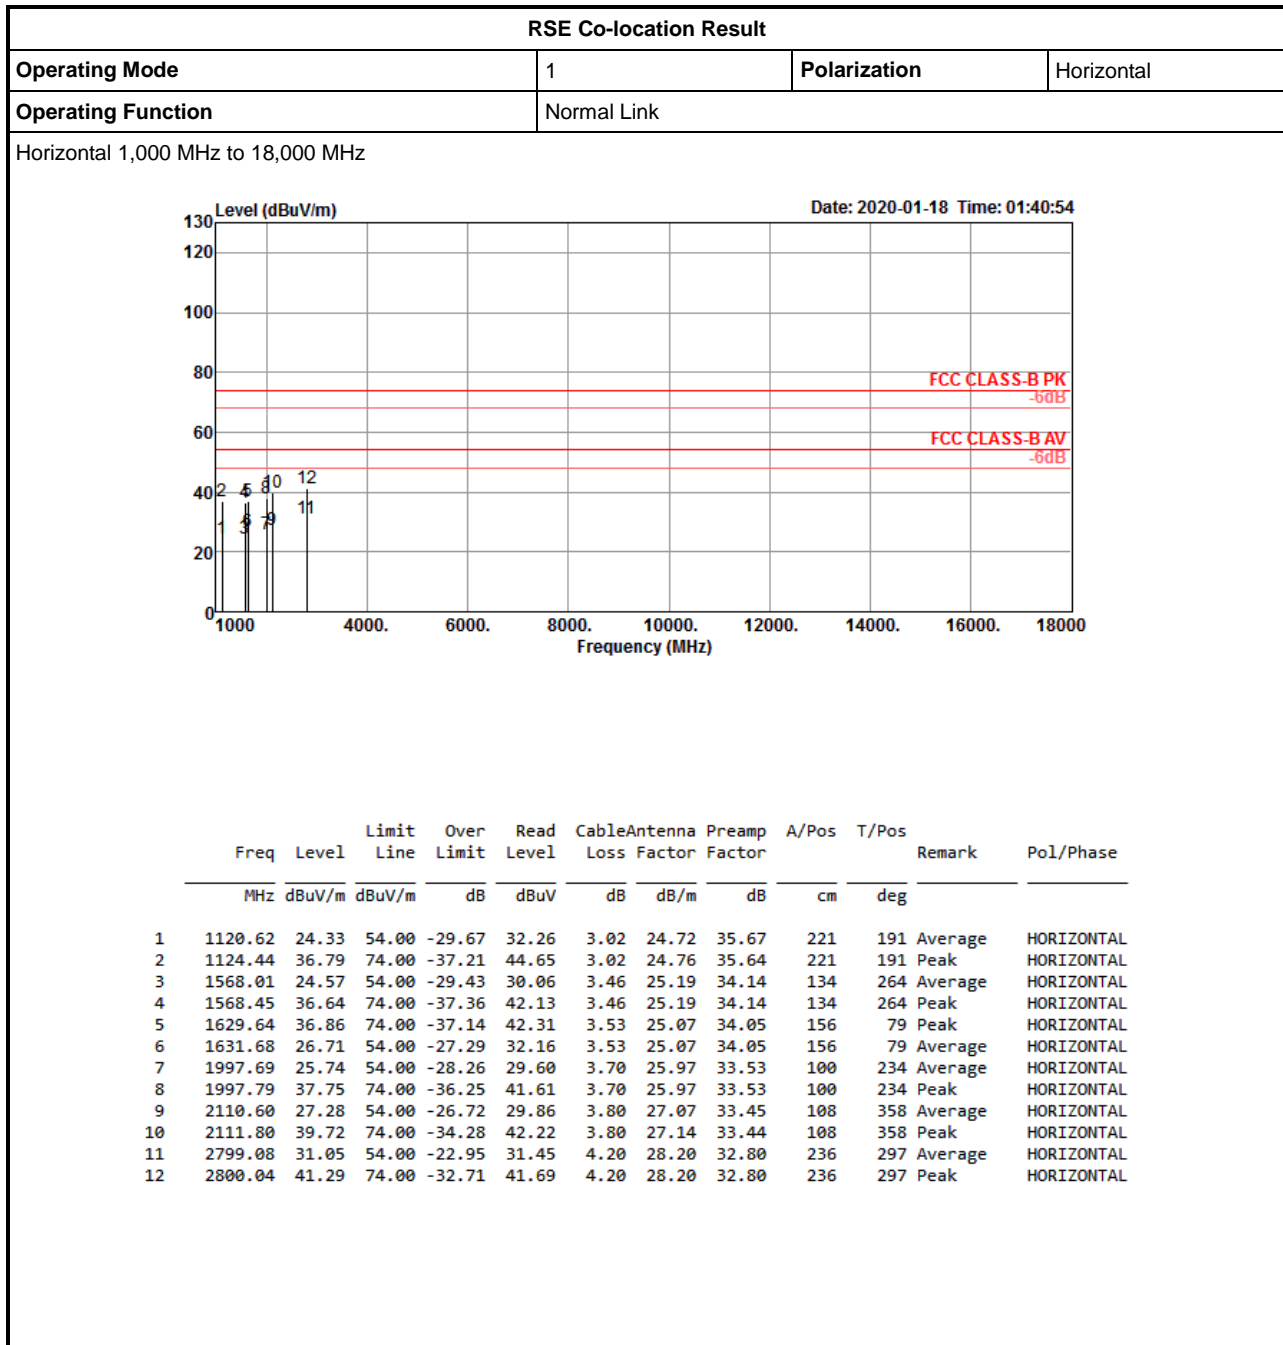 RSE Co-location Result
Operating Mode 1 Polarization Horizontal
Operating Function Normal Link
Horizontal 1,000 MHz to 18,000 MHz
Level (dBuV/m) Date: 2020-01-18 Time: 01:40:54
130
120
100
80
FCC CLASS-B PK
-6dB
60
FCC CLASS-B AV
-6dB
40
2 4 5 8 10 12
1 3 6 7 9 11
20
0
1000 4000. 6000. 8000. 10000. 12000. 14000. 16000. 18000
Frequency (MHz)
Limit Over Read CableAntenna Preamp A/Pos T/Pos
Freq Level Line Limit Level Loss Factor Factor Remark Pol/Phase
MHz dBuV/m dBuV/m dB dBuV dB dB/m dB cm deg
1 1120.62 24.33 54.00 -29.67 32.26 3.02 24.72 35.67 221 191 Average HORIZONTAL
2 1124.44 36.79 74.00 -37.21 44.65 3.02 24.76 35.64 221 191 Peak HORIZONTAL
3 1568.01 24.57 54.00 -29.43 30.06 3.46 25.19 34.14 134 264 Average HORIZONTAL
4 1568.45 36.64 74.00 -37.36 42.13 3.46 25.19 34.14 134 264 Peak HORIZONTAL
5 1629.64 36.86 74.00 -37.14 42.31 3.53 25.07 34.05 156 79 Peak HORIZONTAL
6 1631.68 26.71 54.00 -27.29 32.16 3.53 25.07 34.05 156 79 Average HORIZONTAL
7 1997.69 25.74 54.00 -28.26 29.60 3.70 25.97 33.53 100 234 Average HORIZONTAL
8 1997.79 37.75 74.00 -36.25 41.61 3.70 25.97 33.53 100 234 Peak HORIZONTAL
9 2110.60 27.28 54.00 -26.72 29.86 3.80 27.07 33.45 108 358 Average HORIZONTAL
10 2111.80 39.72 74.00 -34.28 42.22 3.80 27.14 33.44 108 358 Peak HORIZONTAL
11 2799.08 31.05 54.00 -22.95 31.45 4.20 28.20 32.80 236 297 Average HORIZONTAL
12 2800.04 41.29 74.00 -32.71 41.69 4.20 28.20 32.80 236 297 Peak HORIZONTAL